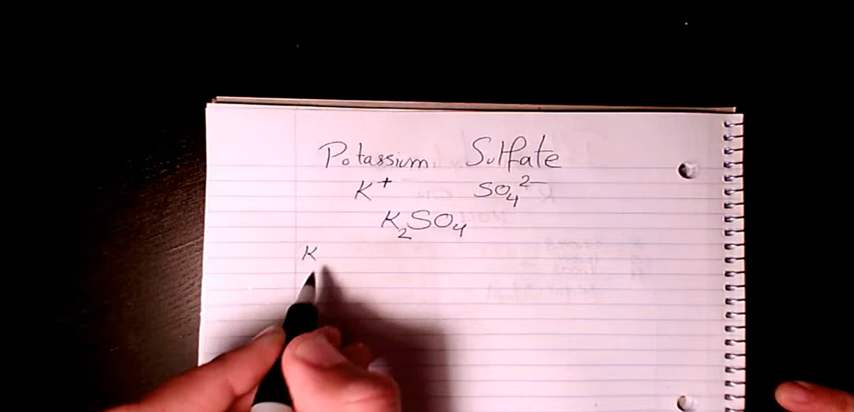 Potassium Sulfate
K⁺ SO₄²⁻
K₂SO₄
K